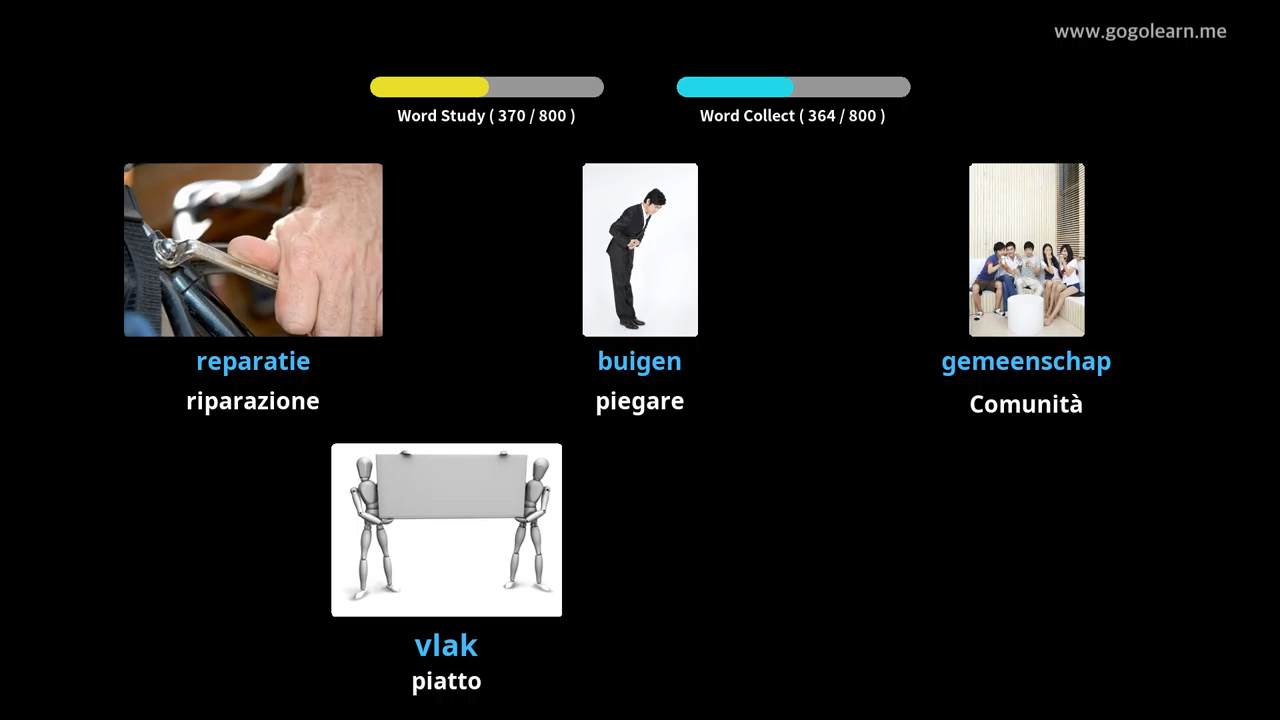 www.gogolearn.me
Word Study ( 370 / 800 )
Word Collect ( 364 / 800 )
reparatie
riparazione
buigen
piegare
gemeenschap
Comunità
vlak
piatto